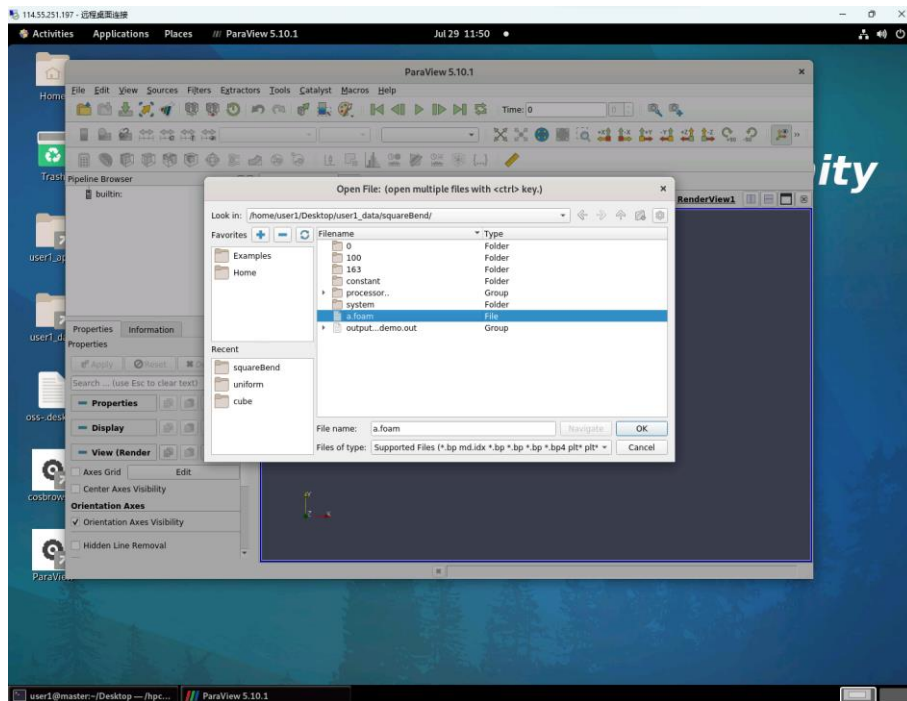 114.55.251.197 - 远程桌面连接
Activities Applications Places ParaView 5.10.1 Jul 29 11:50
Home
Trash
user1_ap
user1_d
oss-.desk
cosbrow
ParaVie
ity
ParaView 5.10.1
File Edit View Sources Filters Extractors Tools Catalyst Macros Help
Time: 0
Pipeline Browser
builtin:
RenderView1
Open File: (open multiple files with <ctrl> key.)
Look in: /home/user1/Desktop/user1_data/squareBend/
Favorites
Examples
Home
Filename Type
0 Folder
100 Folder
163 Folder
constant Folder
processor.. Group
system Folder
a.foam File
output...demo.out Group
Recent
squareBend
uniform
cube
File name: a.foam Navigate OK
Files of type: Supported Files (*.bp md.idx *.bp *.bp *.bp *.bp4 plt* plt* Cancel
Properties Information
Properties
Apply Reset
Search ... (use Esc to clear text)
Properties
Display
View (Render
Axes Grid Edit
Center Axes Visibility
Orientation Axes
Orientation Axes Visibility
Hidden Line Removal
user1@master:~/Desktop — /hpc... ParaView 5.10.1